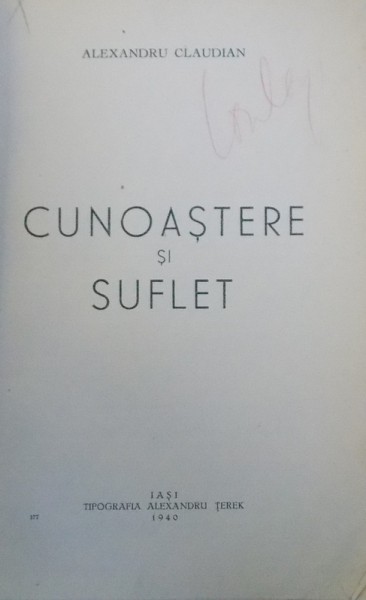 ALEXANDRU CLAUDIAN
CUNOAȘTERE
ȘI
SUFLET
IAȘI
TIPOGRAFIA ALEXANDRU ȚEREK
1940